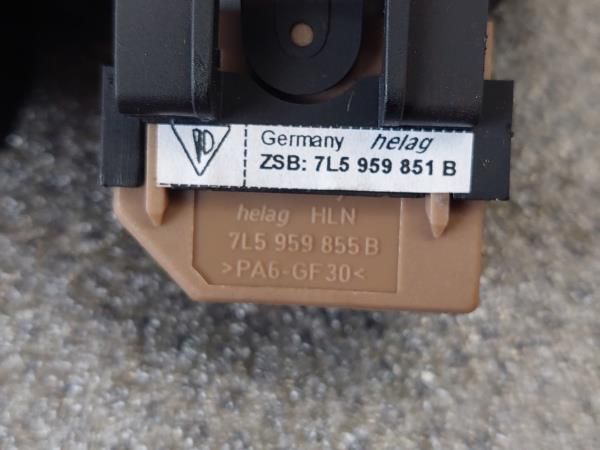 Germany helag
ZSB: 7L5 959 851 B
helag HLN
7L5 959 855 B
>PA6-GF30<